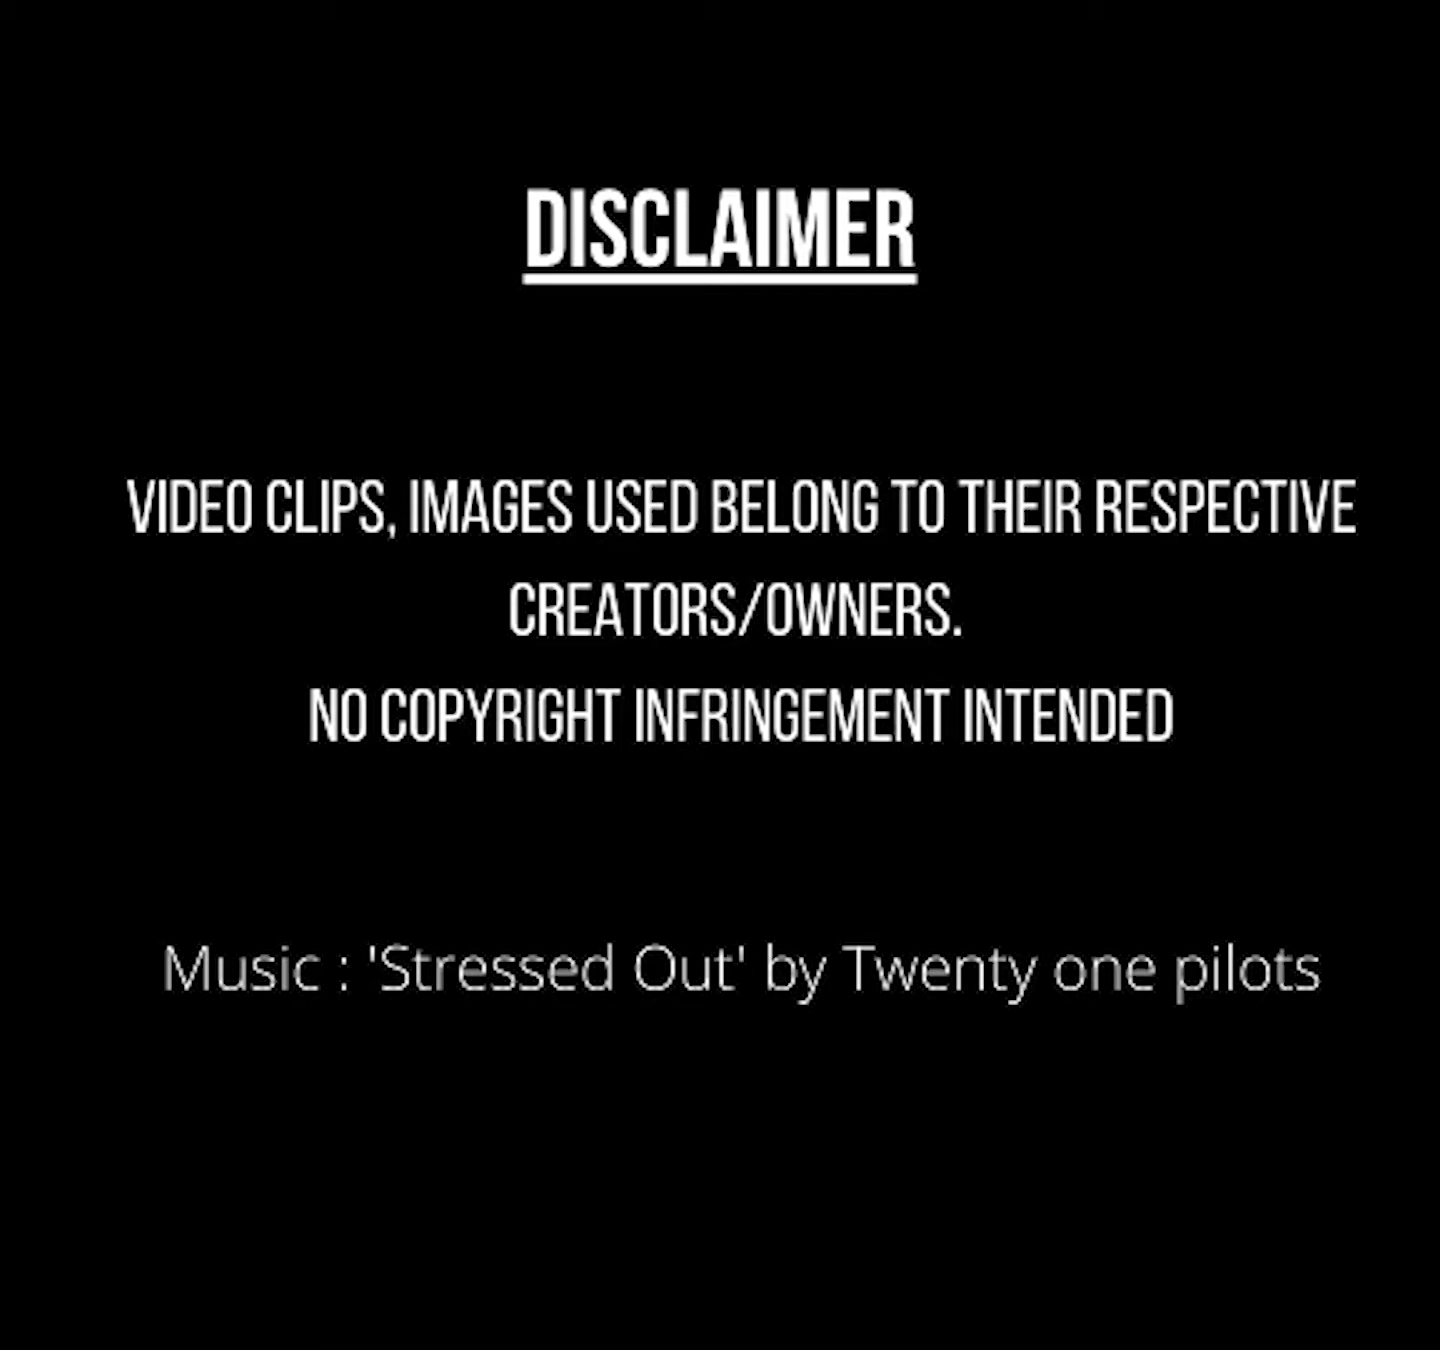 DISCLAIMER
VIDEO CLIPS, IMAGES USED BELONG TO THEIR RESPECTIVE
CREATORS/OWNERS.
NO COPYRIGHT INFRINGEMENT INTENDED
Music : 'Stressed Out' by Twenty one pilots